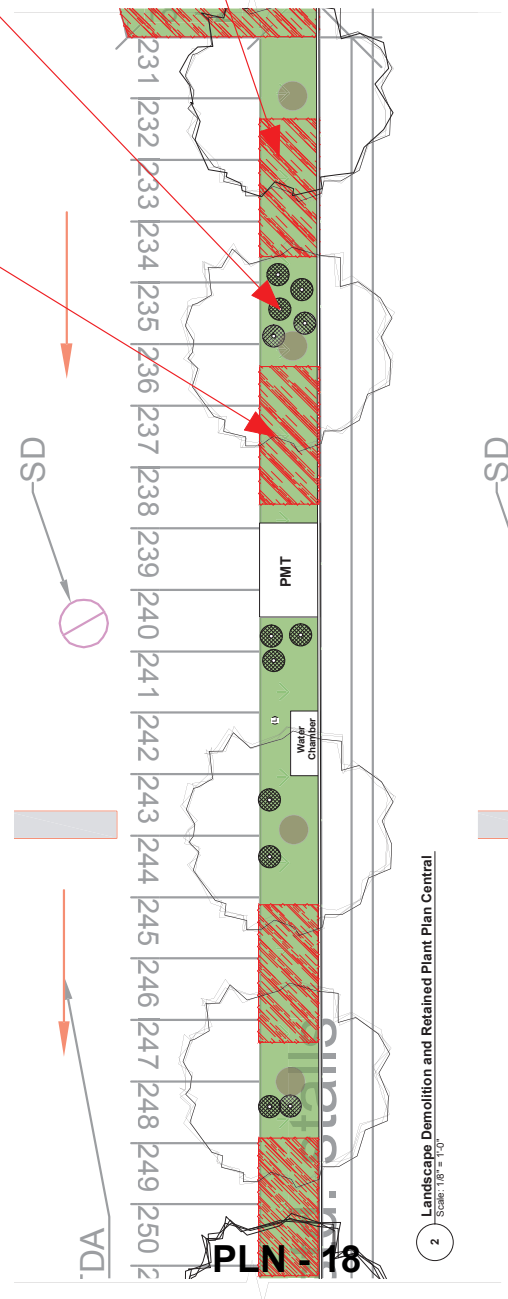 231
232
233
234
235
236
237
238
239
240
241
242
243
244
245
246
247
248
249
250
2
SD
SD
DA
PMT
(L)
Water
Chamber
stalls
2
Landscape Demolition and Retained Plant Plan Central
Scale: 1/8" = 1'-0"
PLN - 18